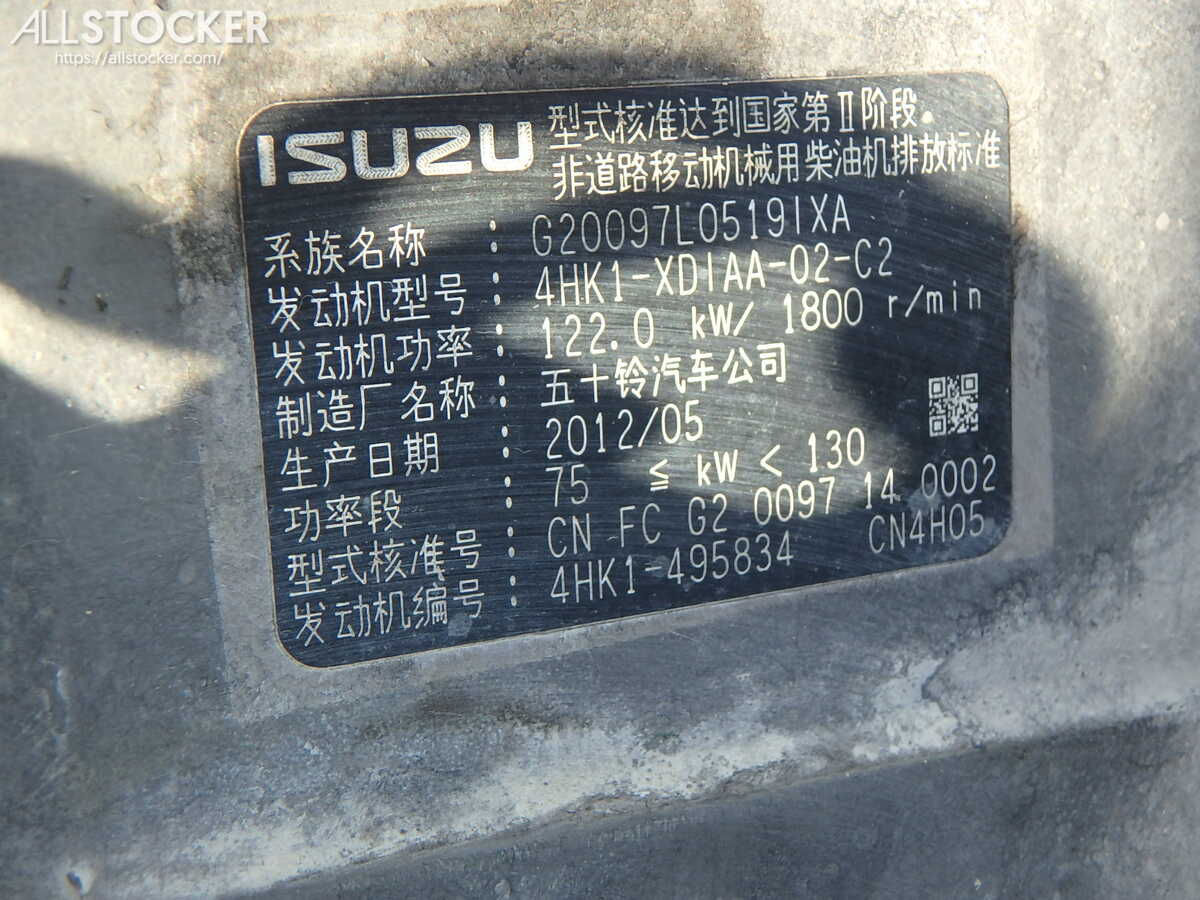 ALLSTOCKER
https://allstocker.com/
ISUZU
型式核准达到国家第Ⅱ阶段
非道路移动机械用柴油机排放标准
系族名称 : G20097L0519IXA
发动机型号 : 4HK1-XDIAA-02-C2
发动机功率 : 122.0 kW/ 1800 r/min
制造厂名称 : 五十铃汽车公司
生产日期 : 2012/05
功率段 : 75 ≦ kW < 130
型式核准号 : CN FC G2 0097 14 0002
发动机编号 : 4HK1-495834 CN4H05